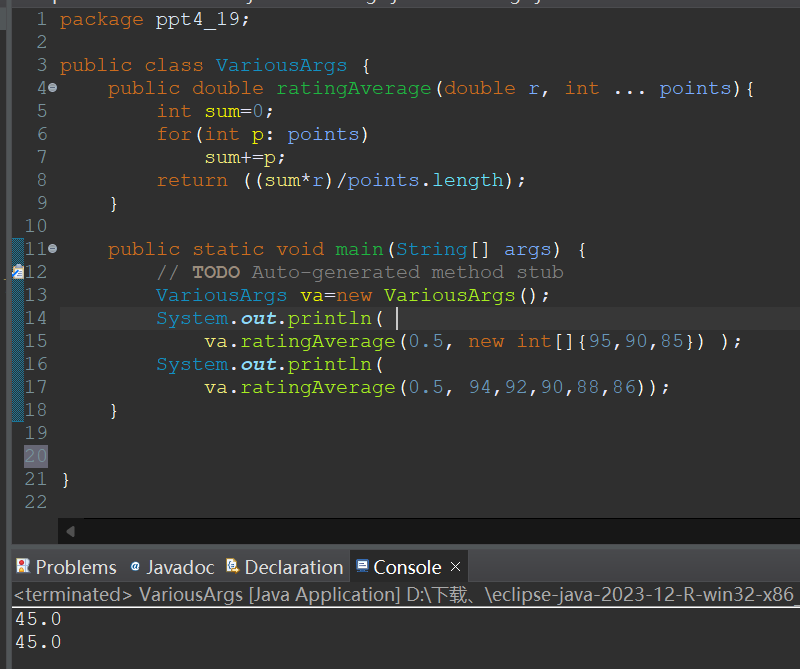 1 package ppt4_19;
2
3 public class VariousArgs {
4 public double ratingAverage(double r, int ... points){
5 int sum=0;
6 for(int p: points)
7 sum+=p;
8 return ((sum*r)/points.length);
9 }
10
11 public static void main(String[] args) {
12 // TODO Auto-generated method stub
13 VariousArgs va=new VariousArgs();
14 System.out.println(
15 va.ratingAverage(0.5, new int[]{95,90,85}) );
16 System.out.println(
17 va.ratingAverage(0.5, 94,92,90,88,86));
18 }
19
20
21 }
22
Problems @ Javadoc Declaration Console ×
<terminated> VariousArgs [Java Application] D:\下载、\eclipse-java-2023-12-R-win32-x86_
45.0
45.0